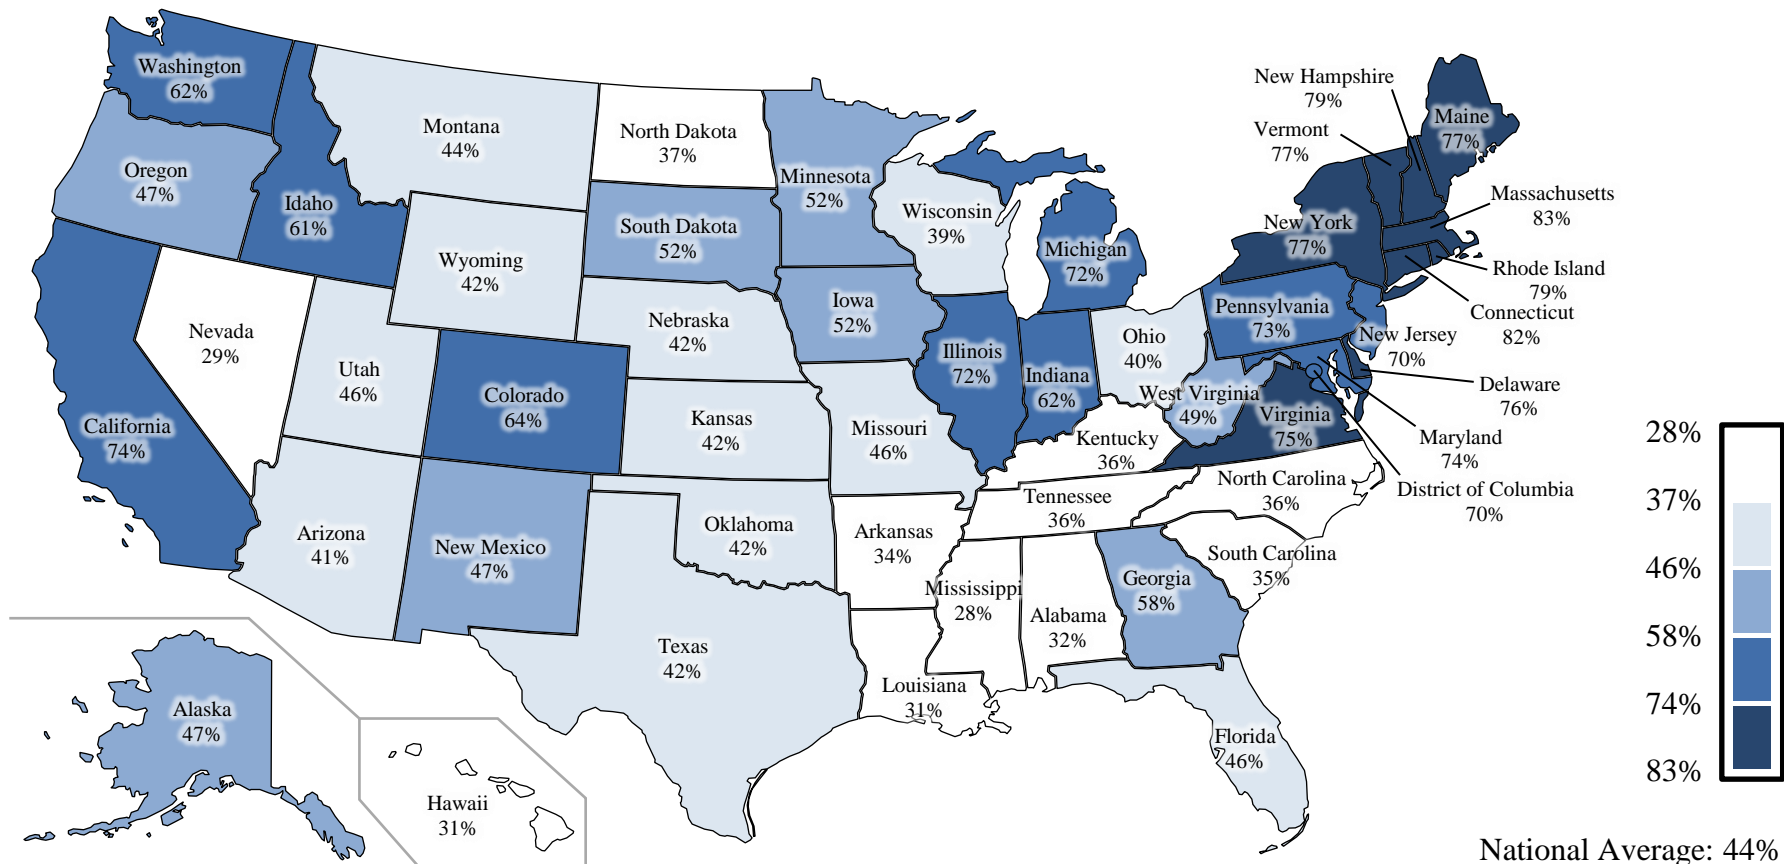 Washington
62%
Oregon
47%
California
74%
Idaho
61%
Nevada
29%
Montana
44%
Wyoming
42%
Utah
46%
Colorado
64%
Arizona
41%
New Mexico
47%
North Dakota
37%
South Dakota
52%
Nebraska
42%
Kansas
42%
Oklahoma
42%
Texas
42%
Minnesota
52%
Iowa
52%
Missouri
46%
Arkansas
34%
Louisiana
31%
Wisconsin
39%
Illinois
72%
Michigan
72%
Indiana
62%
Ohio
40%
Kentucky
36%
Tennessee
36%
Mississippi
28%
Alabama
32%
Georgia
58%
Florida
46%
South Carolina
35%
North Carolina
36%
West Virginia
49%
Virginia
75%
Pennsylvania
73%
New York
77%
Vermont
77%
New Hampshire
79%
Maine
77%
Massachusetts
83%
Rhode Island
79%
Connecticut
82%
New Jersey
70%
Delaware
76%
Maryland
74%
District of Columbia
70%
Alaska
47%
Hawaii
31%
28%
37%
46%
58%
74%
83%
National Average: 44%